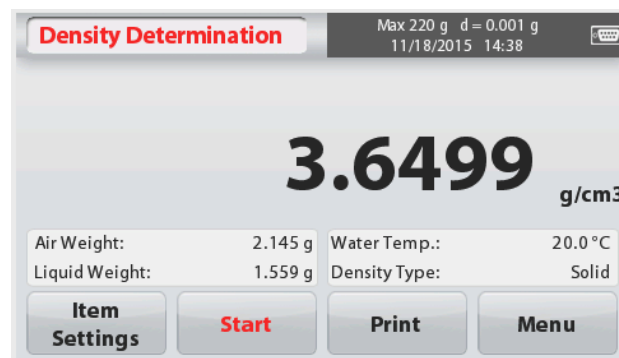 Density Determination
Max 220 g d = 0.001 g
11/18/2015 14:38
3.6499
g/cm3
Air Weight: 2.145 g Water Temp.: 20.0°C
Liquid Weight: 1.559 g Density Type: Solid
Item
Settings
Start
Print
Menu